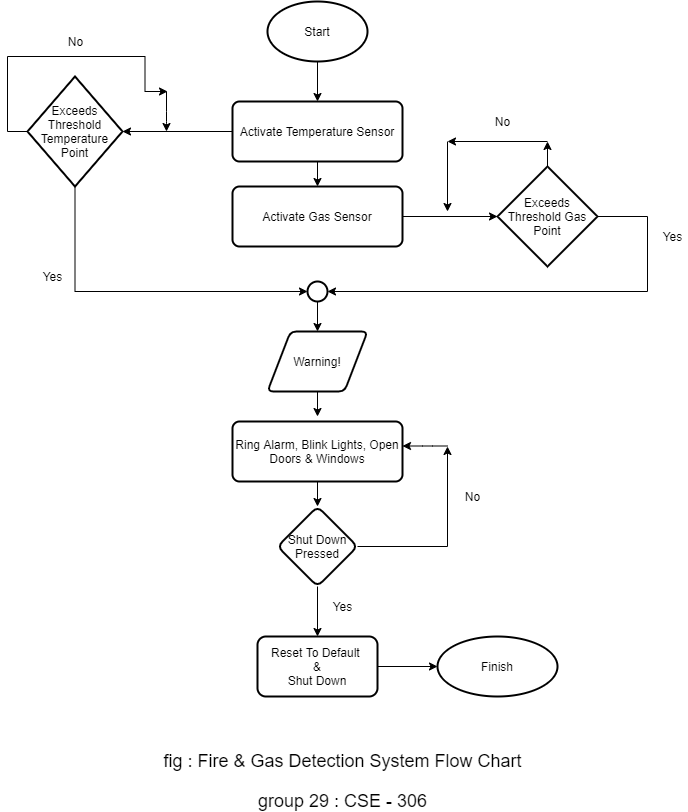 Start
No
Exceeds
Threshold
Temperature
Point
Activate Temperature Sensor
No
Activate Gas Sensor
Exceeds
Threshold Gas
Point
Yes
Yes
Warning!
Ring Alarm, Blink Lights, Open
Doors & Windows
No
Shut Down
Pressed
Yes
Reset To Default
&
Shut Down
Finish
fig : Fire & Gas Detection System Flow Chart
group 29 : CSE - 306